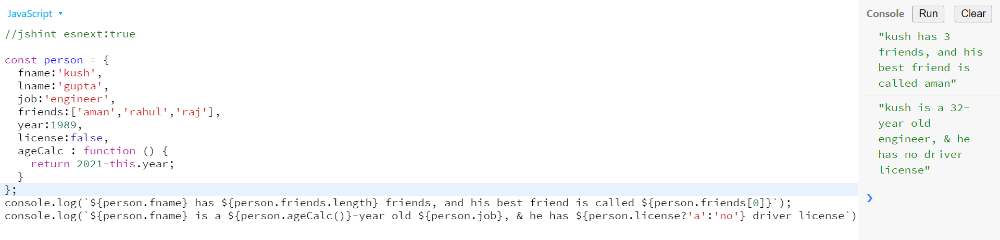 JavaScript
//jshint esnext:true
const person = {
fname:'kush',
lname:'gupta',
job:'engineer',
friends:['aman','rahul','raj'],
year:1989,
license:false,
ageCalc : function () {
return 2021-this.year;
}
};
console.log(`${person.fname} has ${person.friends.length} friends, and his best friend is called ${person.friends[0]}`);
console.log(`${person.fname} is a ${person.ageCalc()}-year old ${person.job}, & he has ${person.license?'a':'no'} driver license`)
Console Run Clear
"kush has 3
friends, and his
best friend is
called aman"
"kush is a 32-
year old
engineer, & he
has no driver
license"